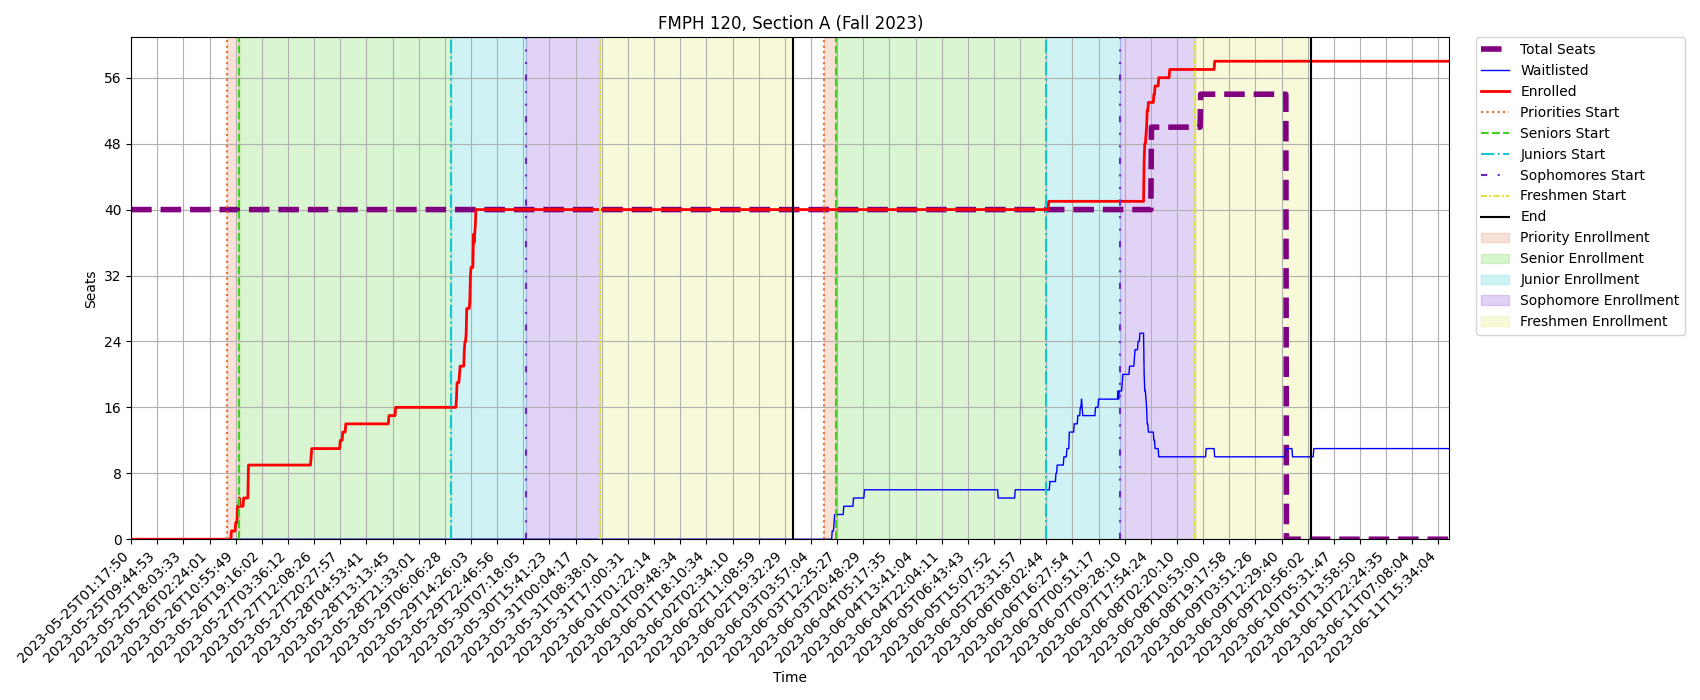 FMPH 120, Section A (Fall 2023)
Seats
56
48
40
32
24
16
8
0
2023-05-25T01:17:50
2023-05-25T09:44:53
2023-05-25T18:03:33
2023-05-26T02:24:01
2023-05-26T10:55:49
2023-05-26T19:16:02
2023-05-27T03:36:12
2023-05-27T12:08:26
2023-05-27T20:27:57
2023-05-28T04:53:41
2023-05-28T13:13:45
2023-05-28T21:33:01
2023-05-29T06:06:28
2023-05-29T14:26:03
2023-05-29T22:46:56
2023-05-30T07:18:05
2023-05-30T15:41:23
2023-05-31T00:04:17
2023-05-31T08:38:01
2023-05-31T17:00:31
2023-06-01T01:22:14
2023-06-01T09:48:34
2023-06-01T18:10:34
2023-06-02T02:34:10
2023-06-02T11:08:59
2023-06-02T19:32:29
2023-06-03T03:57:04
2023-06-03T12:25:27
2023-06-03T20:48:29
2023-06-04T05:17:35
2023-06-04T13:41:04
2023-06-04T22:04:11
2023-06-05T06:43:43
2023-06-05T15:07:52
2023-06-05T23:31:57
2023-06-06T08:02:44
2023-06-06T16:27:54
2023-06-07T00:51:17
2023-06-07T09:28:10
2023-06-07T17:54:24
2023-06-08T02:20:10
2023-06-08T10:53:00
2023-06-08T19:17:58
2023-06-09T03:51:26
2023-06-09T12:29:40
2023-06-09T20:56:02
2023-06-10T05:31:47
2023-06-10T13:58:50
2023-06-10T22:24:35
2023-06-11T07:08:04
2023-06-11T15:34:04
Time
Total Seats
Waitlisted
Enrolled
Priorities Start
Seniors Start
Juniors Start
Sophomores Start
Freshmen Start
End
Priority Enrollment
Senior Enrollment
Junior Enrollment
Sophomore Enrollment
Freshmen Enrollment